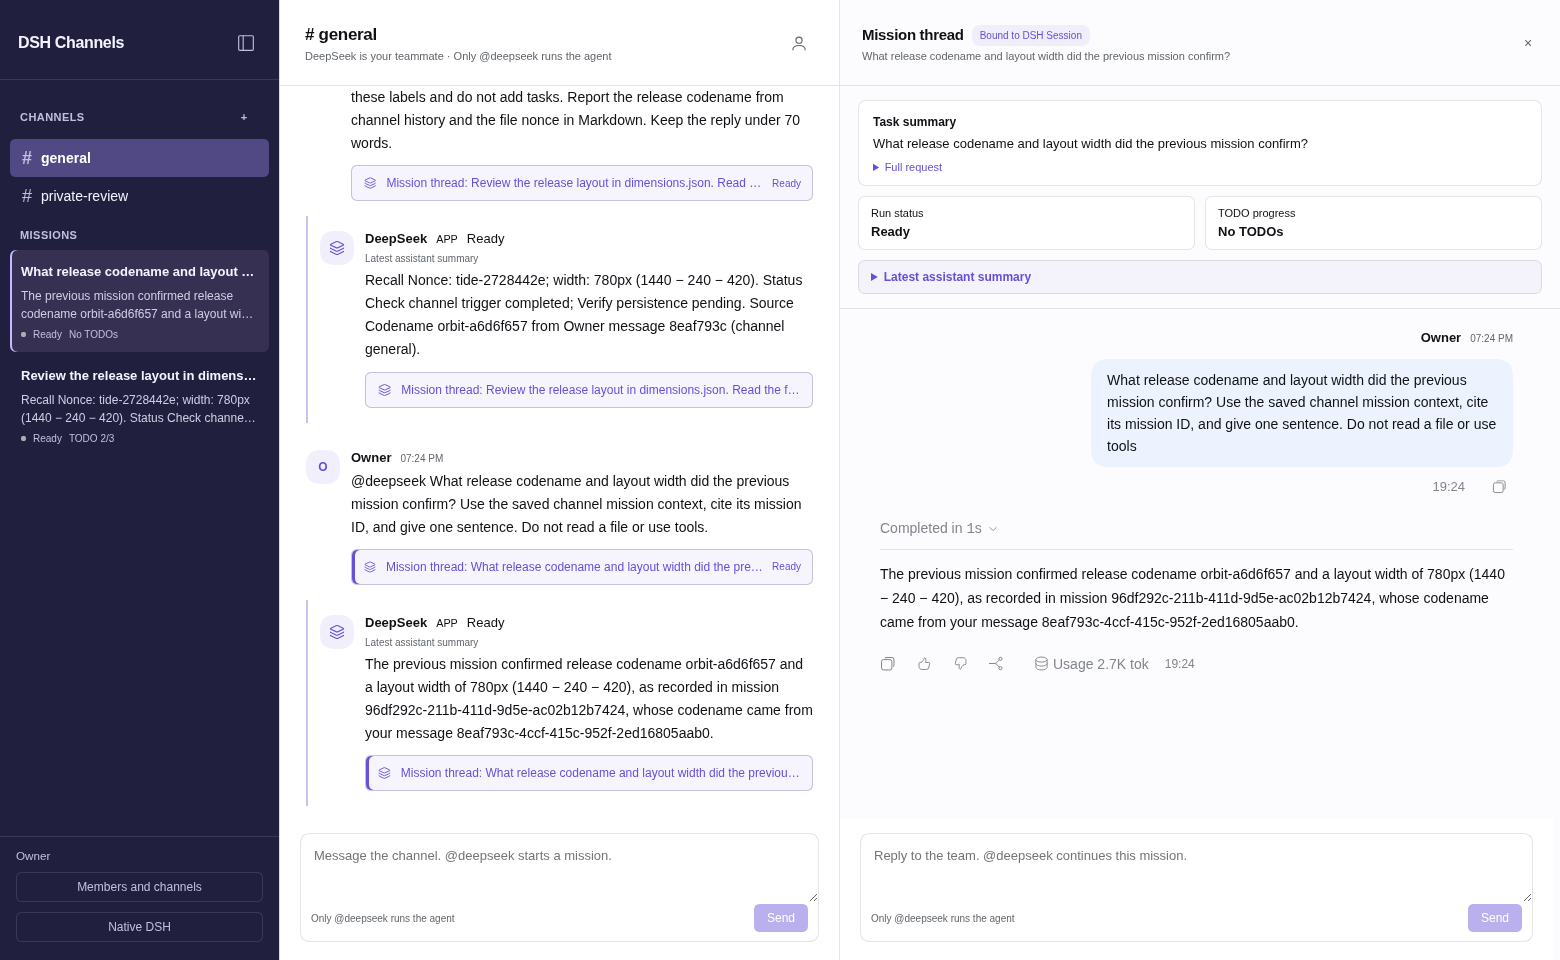 DSH Channels
CHANNELS
+
# general
# private-review
MISSIONS
What release codename and layout …
The previous mission confirmed release
codename orbit-a6d6f657 and a layout wi…
Ready No TODOs
Review the release layout in dimens…
Recall Nonce: tide-2728442e; width: 780px
(1440 − 240 − 420). Status Check channe…
Ready TODO 2/3
Owner
Members and channels
Native DSH
# general
DeepSeek is your teammate · Only @deepseek runs the agent
these labels and do not add tasks. Report the release codename from
channel history and the file nonce in Markdown. Keep the reply under 70
words.
Mission thread: Review the release layout in dimensions.json. Read … Ready
DeepSeek APP Ready
Latest assistant summary
Recall Nonce: tide-2728442e; width: 780px (1440 − 240 − 420). Status
Check channel trigger completed; Verify persistence pending. Source
Codename orbit-a6d6f657 from Owner message 8eaf793c (channel
general).
Mission thread: Review the release layout in dimensions.json. Read the f…
O
Owner 07:24 PM
@deepseek What release codename and layout width did the previous
mission confirm? Use the saved channel mission context, cite its mission
ID, and give one sentence. Do not read a file or use tools.
Mission thread: What release codename and layout width did the pre… Ready
DeepSeek APP Ready
Latest assistant summary
The previous mission confirmed release codename orbit-a6d6f657 and
a layout width of 780px (1440 − 240 − 420), as recorded in mission
96df292c-211b-411d-9d5e-ac02b12b7424, whose codename came from
your message 8eaf793c-4ccf-415c-952f-2ed16805aab0.
Mission thread: What release codename and layout width did the previou…
Message the channel. @deepseek starts a mission.
Only @deepseek runs the agent
Send
Mission thread Bound to DSH Session
What release codename and layout width did the previous mission confirm?
×
Task summary
What release codename and layout width did the previous mission confirm?
Full request
Run status
Ready
TODO progress
No TODOs
Latest assistant summary
Owner 07:24 PM
What release codename and layout width did the previous
mission confirm? Use the saved channel mission context, cite
its mission ID, and give one sentence. Do not read a file or use
tools
19:24
Completed in 1s
The previous mission confirmed release codename orbit-a6d6f657 and a layout width of 780px (1440
− 240 − 420), as recorded in mission 96df292c-211b-411d-9d5e-ac02b12b7424, whose codename
came from your message 8eaf793c-4ccf-415c-952f-2ed16805aab0.
Usage 2.7K tok 19:24
Reply to the team. @deepseek continues this mission.
Only @deepseek runs the agent
Send